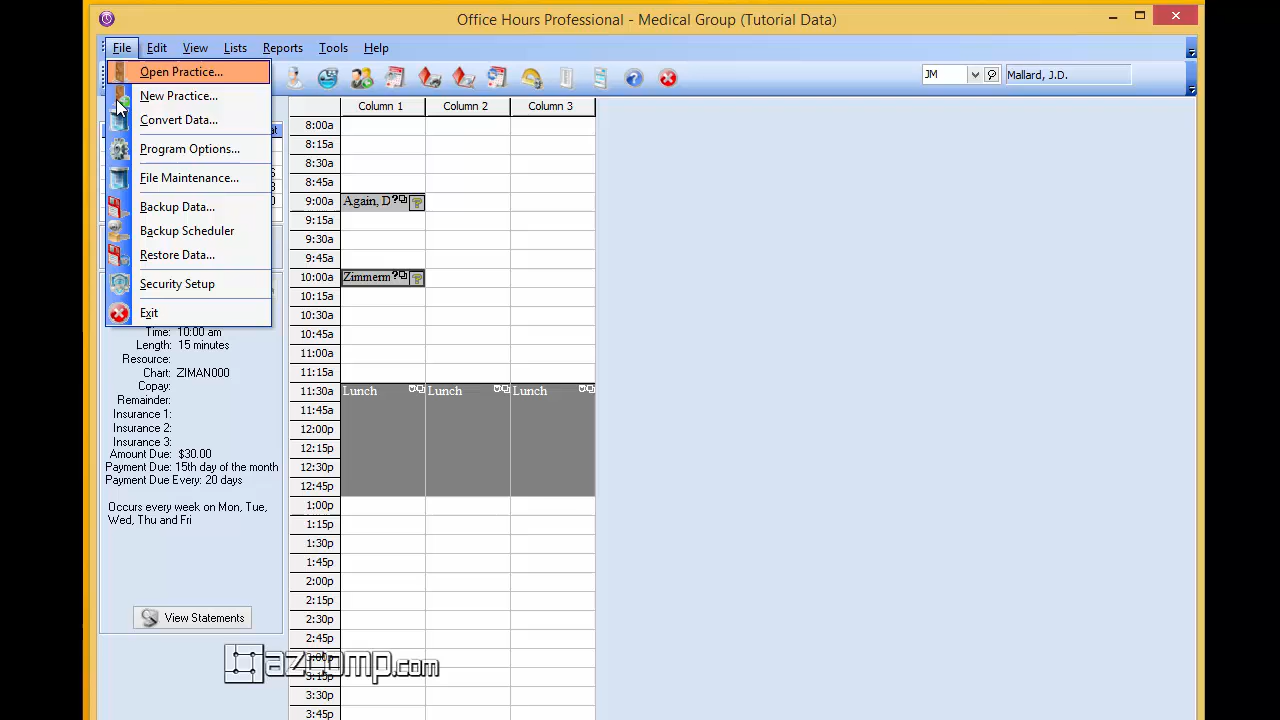 Office Hours Professional - Medical Group (Tutorial Data)
File Edit View Lists Reports Tools Help
JM
Mallard, J.D.
Open Practice...
New Practice...
Convert Data...
Program Options...
File Maintenance...
Backup Data...
Backup Scheduler
Restore Data...
Security Setup
Exit
Time: 10:00 am
Length: 15 minutes
Resource:
Chart: ZIMAN000
Copay:
Remainder:
Insurance 1:
Insurance 2:
Insurance 3:
Amount Due: $30.00
Payment Due: 15th day of the month
Payment Due Every: 20 days
Occurs every week on Mon, Tue,
Wed, Thu and Fri
View Statements
Column 1 Column 2 Column 3
8:00a
8:15a
8:30a
8:45a
9:00a Again, D
9:15a
9:30a
9:45a
10:00a Zimmerm
10:15a
10:30a
10:45a
11:00a
11:15a
11:30a Lunch Lunch Lunch
11:45a
12:00p
12:15p
12:30p
12:45p
1:00p
1:15p
1:30p
1:45p
2:00p
2:15p
2:30p
2:45p
3:00p
3:15p
3:30p
3:45p
azcomp.com